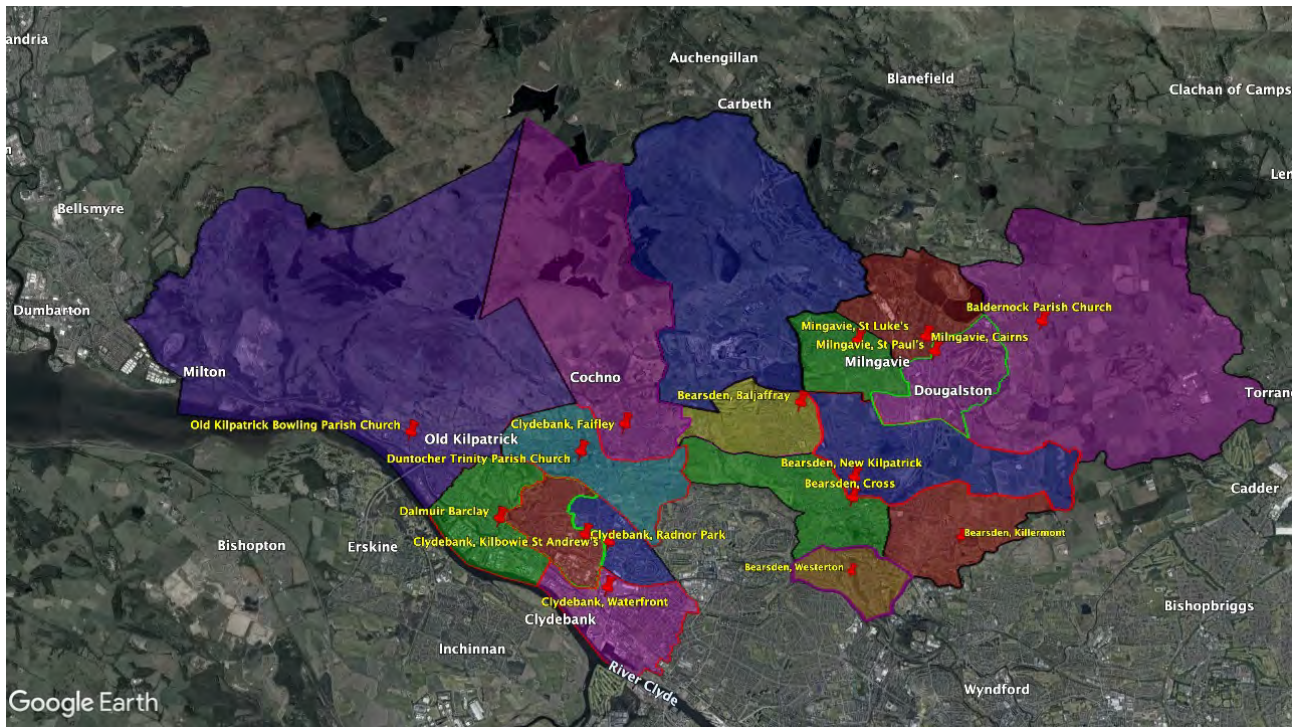 andria
Auchengillan
Blanefield
Clachan of Camps
Carbeth
Len
Bellsmyre
Dumbarton
Baldernock Parish Church
Mingavie, St Luke's
Milngavie, Cairns
Milngavie, St Paul's
Milngavie
Milton
Cochno
Dougalston
Torranc
Bearsden, Baljaffray
Old Kilpatrick Bowling Parish Church
Clydebank, Faifley
Old Kilpatrick
Duntocher Trinity Parish Church
Bearsden, New Kilpatrick
Bearsden, Cross
Cadder
Dalmuir Barclay
Bearsden, Killermont
Clydebank, Radnor Park
Clydebank, Kilbowie St Andrew's
Bishopton
Erskine
Bearsden, Westerton
Clydebank, Waterfront
Bishopbriggs
Clydebank
Inchinnan
River Clyde
Wyndford
Google Earth